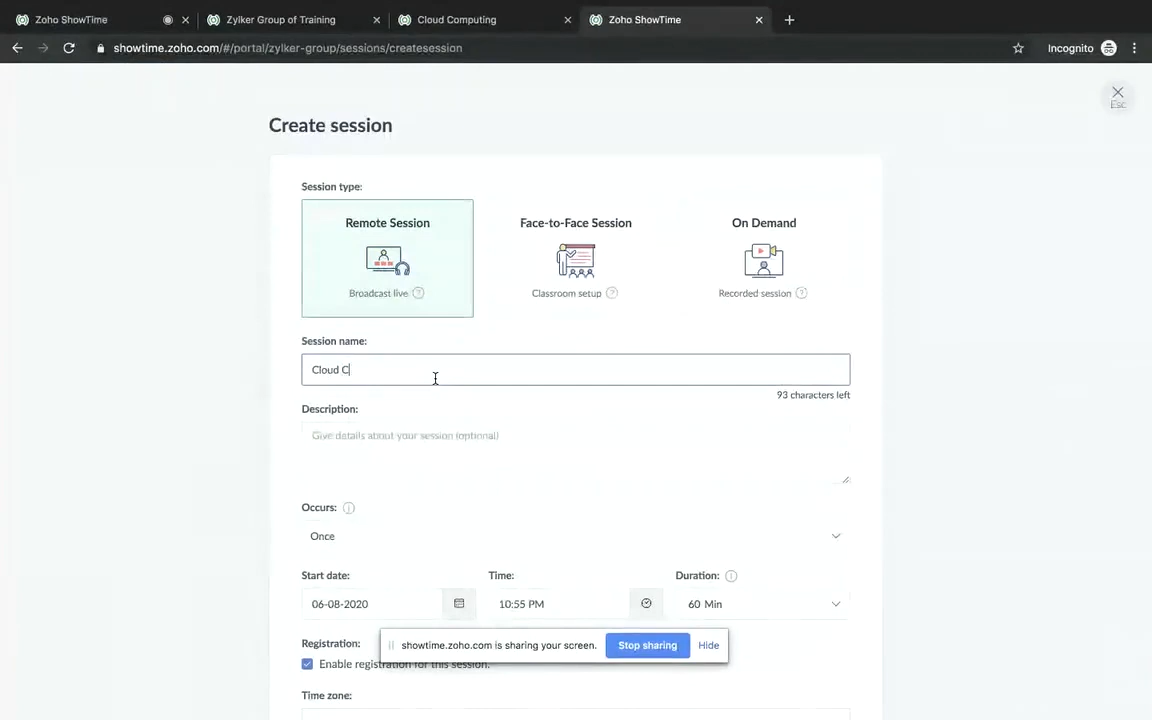 Zoho ShowTime
Zylker Group of Training
Cloud Computing
Zoho ShowTime
showtime.zoho.com/#/portal/zylker-group/sessions/createsession
Incognito
Esc
Create session
Session type:
Remote Session
Face-to-Face Session
On Demand
Broadcast live ?
Classroom setup ?
Recorded session ?
Session name:
Cloud C
93 characters left
Description:
Give details about your session (optional)
Occurs: i
Once
Start date:
Time:
Duration: i
06-08-2020
10:55 PM
60 Min
Registration:
showtime.zoho.com is sharing your screen.
Stop sharing
Hide
Enable registration for this session.
Time zone: